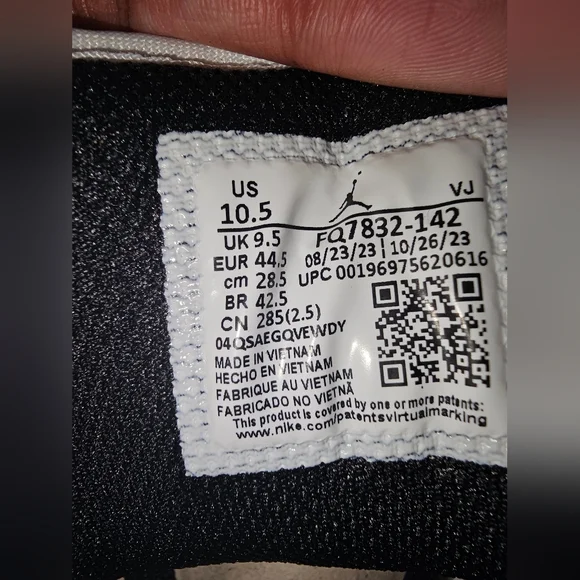 US
10.5
VJ
UK 9.5
FQ7832-142
EUR 44.5
08/23/23 | 10/26/23
cm 28.5
UPC 00196975620616
BR 42.5
CN 285(2.5)
04QSAEGQVEWDY
MADE IN VIETNAM
HECHO EN VIETNAM
FABRIQUE AU VIETNAM
FABRICADO NO VIETNÃ
This product is covered by one or more patents:
www.nike.com/patentsvirtualmarking